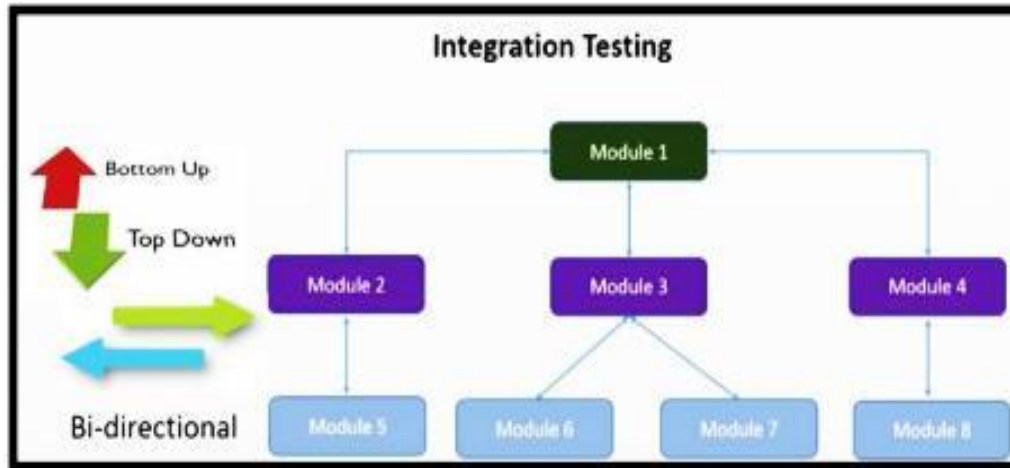 Integration Testing
Module 1
Bottom Up
Top Down
Module 2
Module 3
Module 4
Bi-directional
Module 5
Module 6
Module 7
Module 8